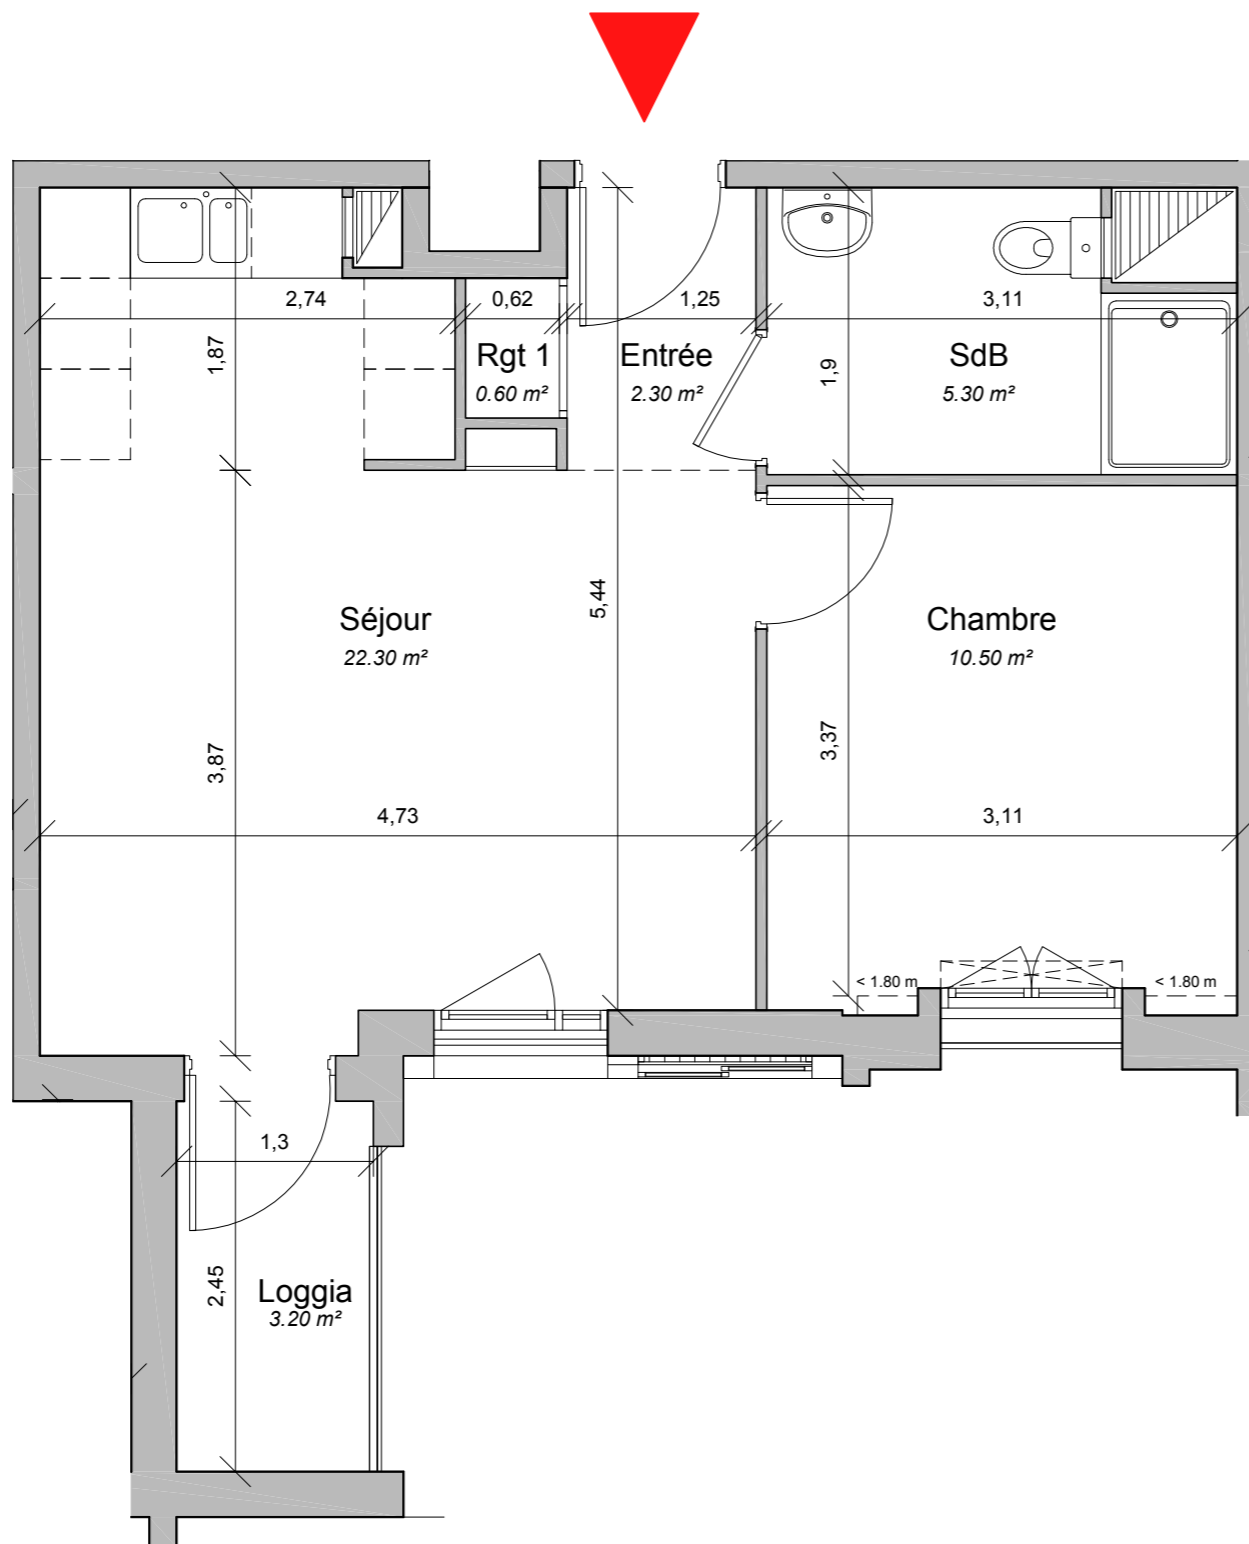 2,74
0,62
1,25
3,11
1,87
Rgt 1
0.60 m²
Entrée
2.30 m²
1,9
SdB
5.30 m²
Séjour
22.30 m²
5,44
Chambre
10.50 m²
3,87
3,37
4,73
3,11
< 1.80 m
< 1.80 m
1,3
2,45
Loggia
3.20 m²